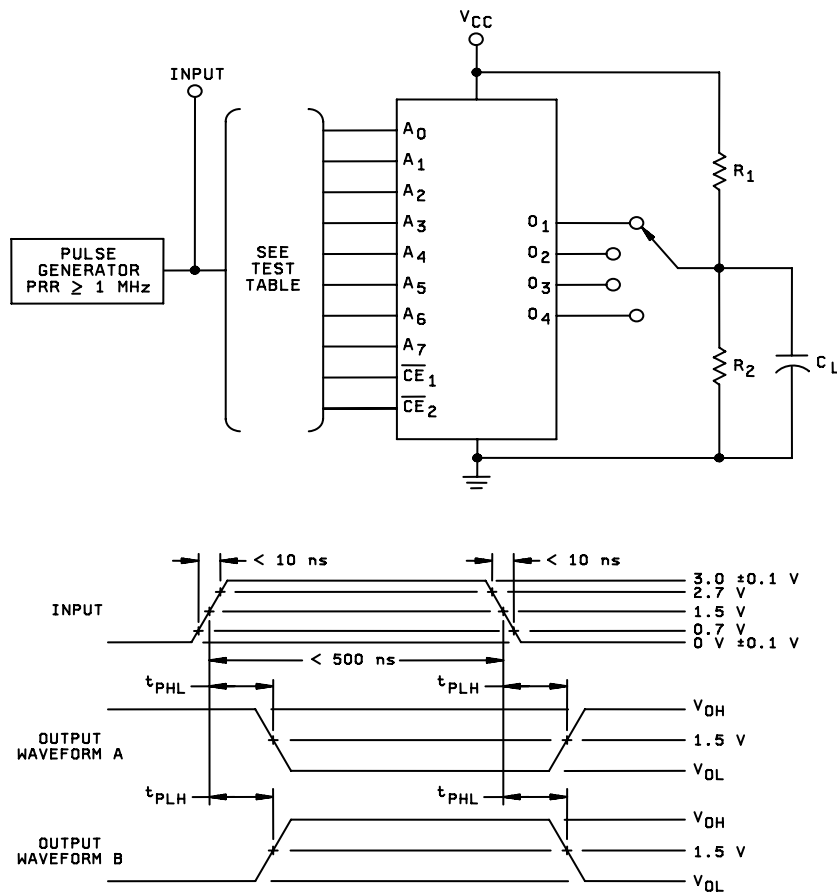 V_CC
INPUT
PULSE
GENERATOR
PRR ≥ 1 MHz
SEE
TEST
TABLE
A0
A1
A2
A3
A4
A5
A6
A7
C̅E̅1
C̅E̅2
O1
O2
O3
O4
R1
R2
CL
< 10 ns
< 10 ns
INPUT
3.0 ±0.1 V
2.7 V
1.5 V
0.7 V
0 V ±0.1 V
< 500 ns
tPHL
tPLH
OUTPUT
WAVEFORM A
VOH
1.5 V
VOL
tPLH
tPHL
OUTPUT
WAVEFORM B
VOH
1.5 V
VOL